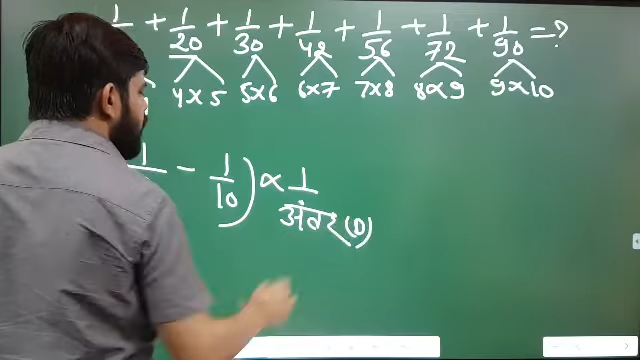 1 + 1/20 + 1/30 + 1/42 + 1/56 + 1/72 + 1/90 = ?
4×5 5×6 6×7 7×8 8×9 9×10
1 - 1/10) × 1/अंतर (D)